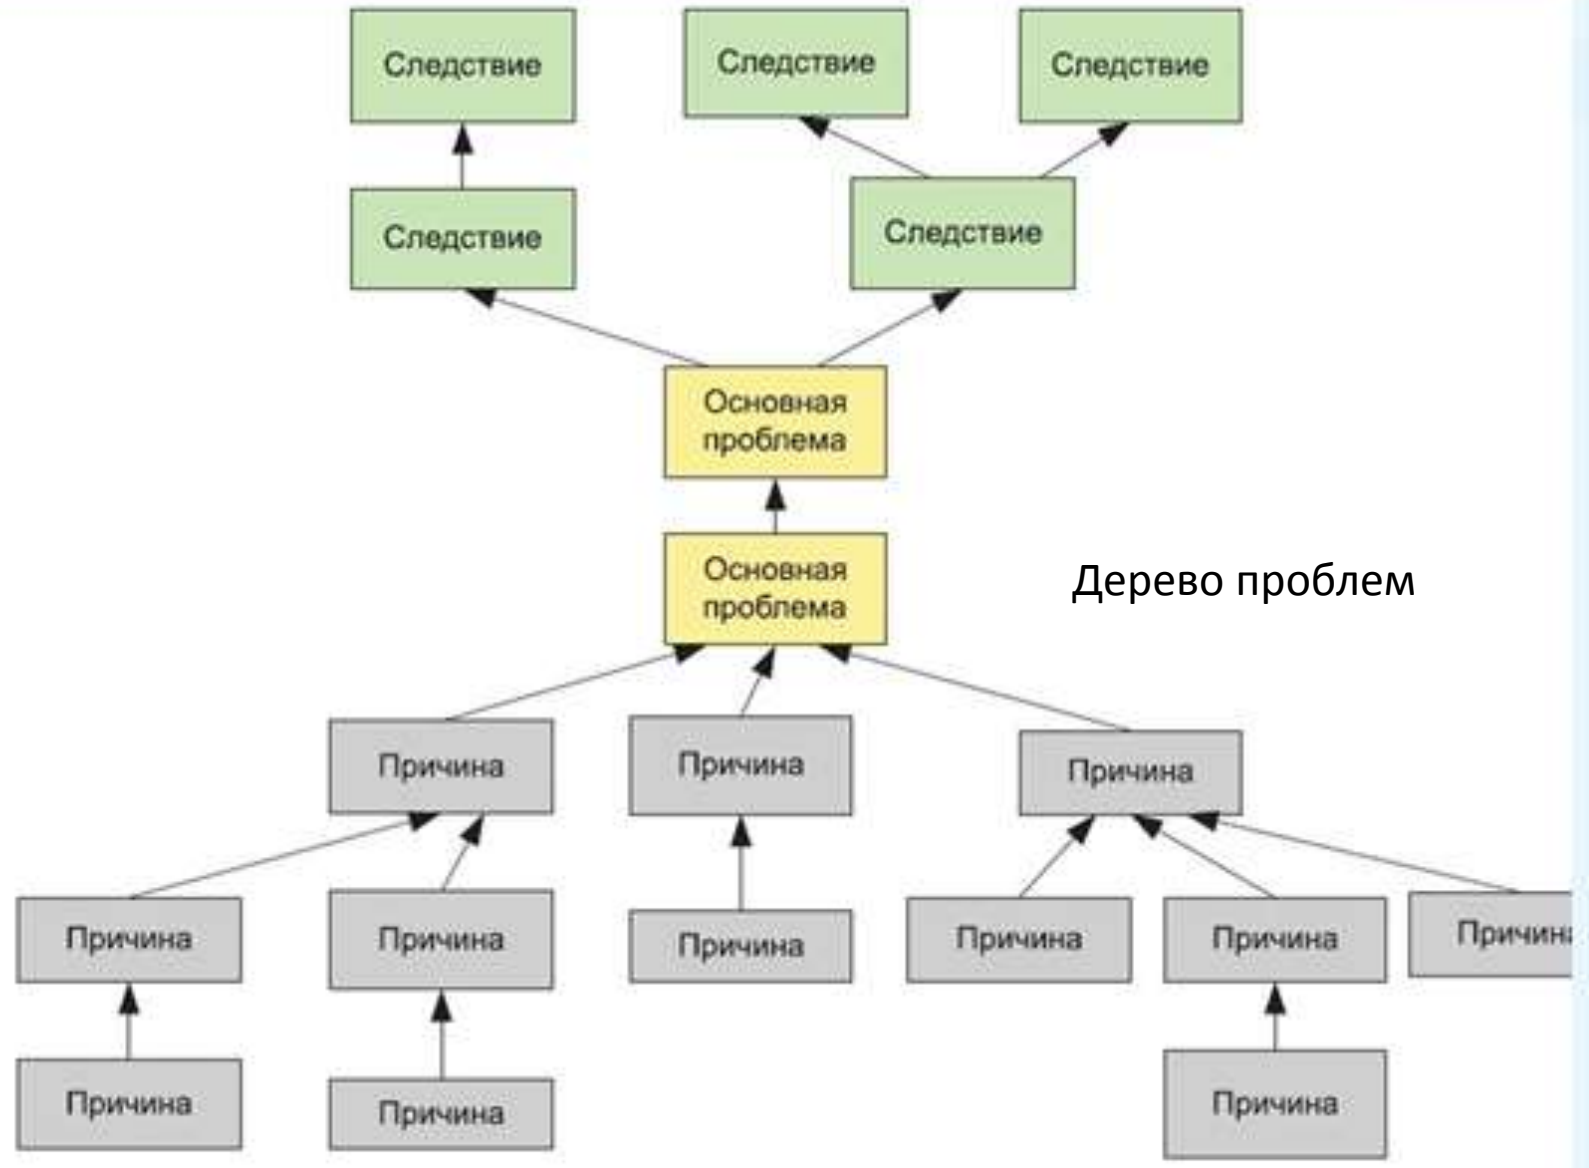 Следствие
Следствие
Следствие
Следствие
Следствие
Основная
проблема
Основная
проблема
Дерево проблем
Причина
Причина
Причина
Причина
Причина
Причина
Причина
Причина
Причин
Причина
Причина
Причина